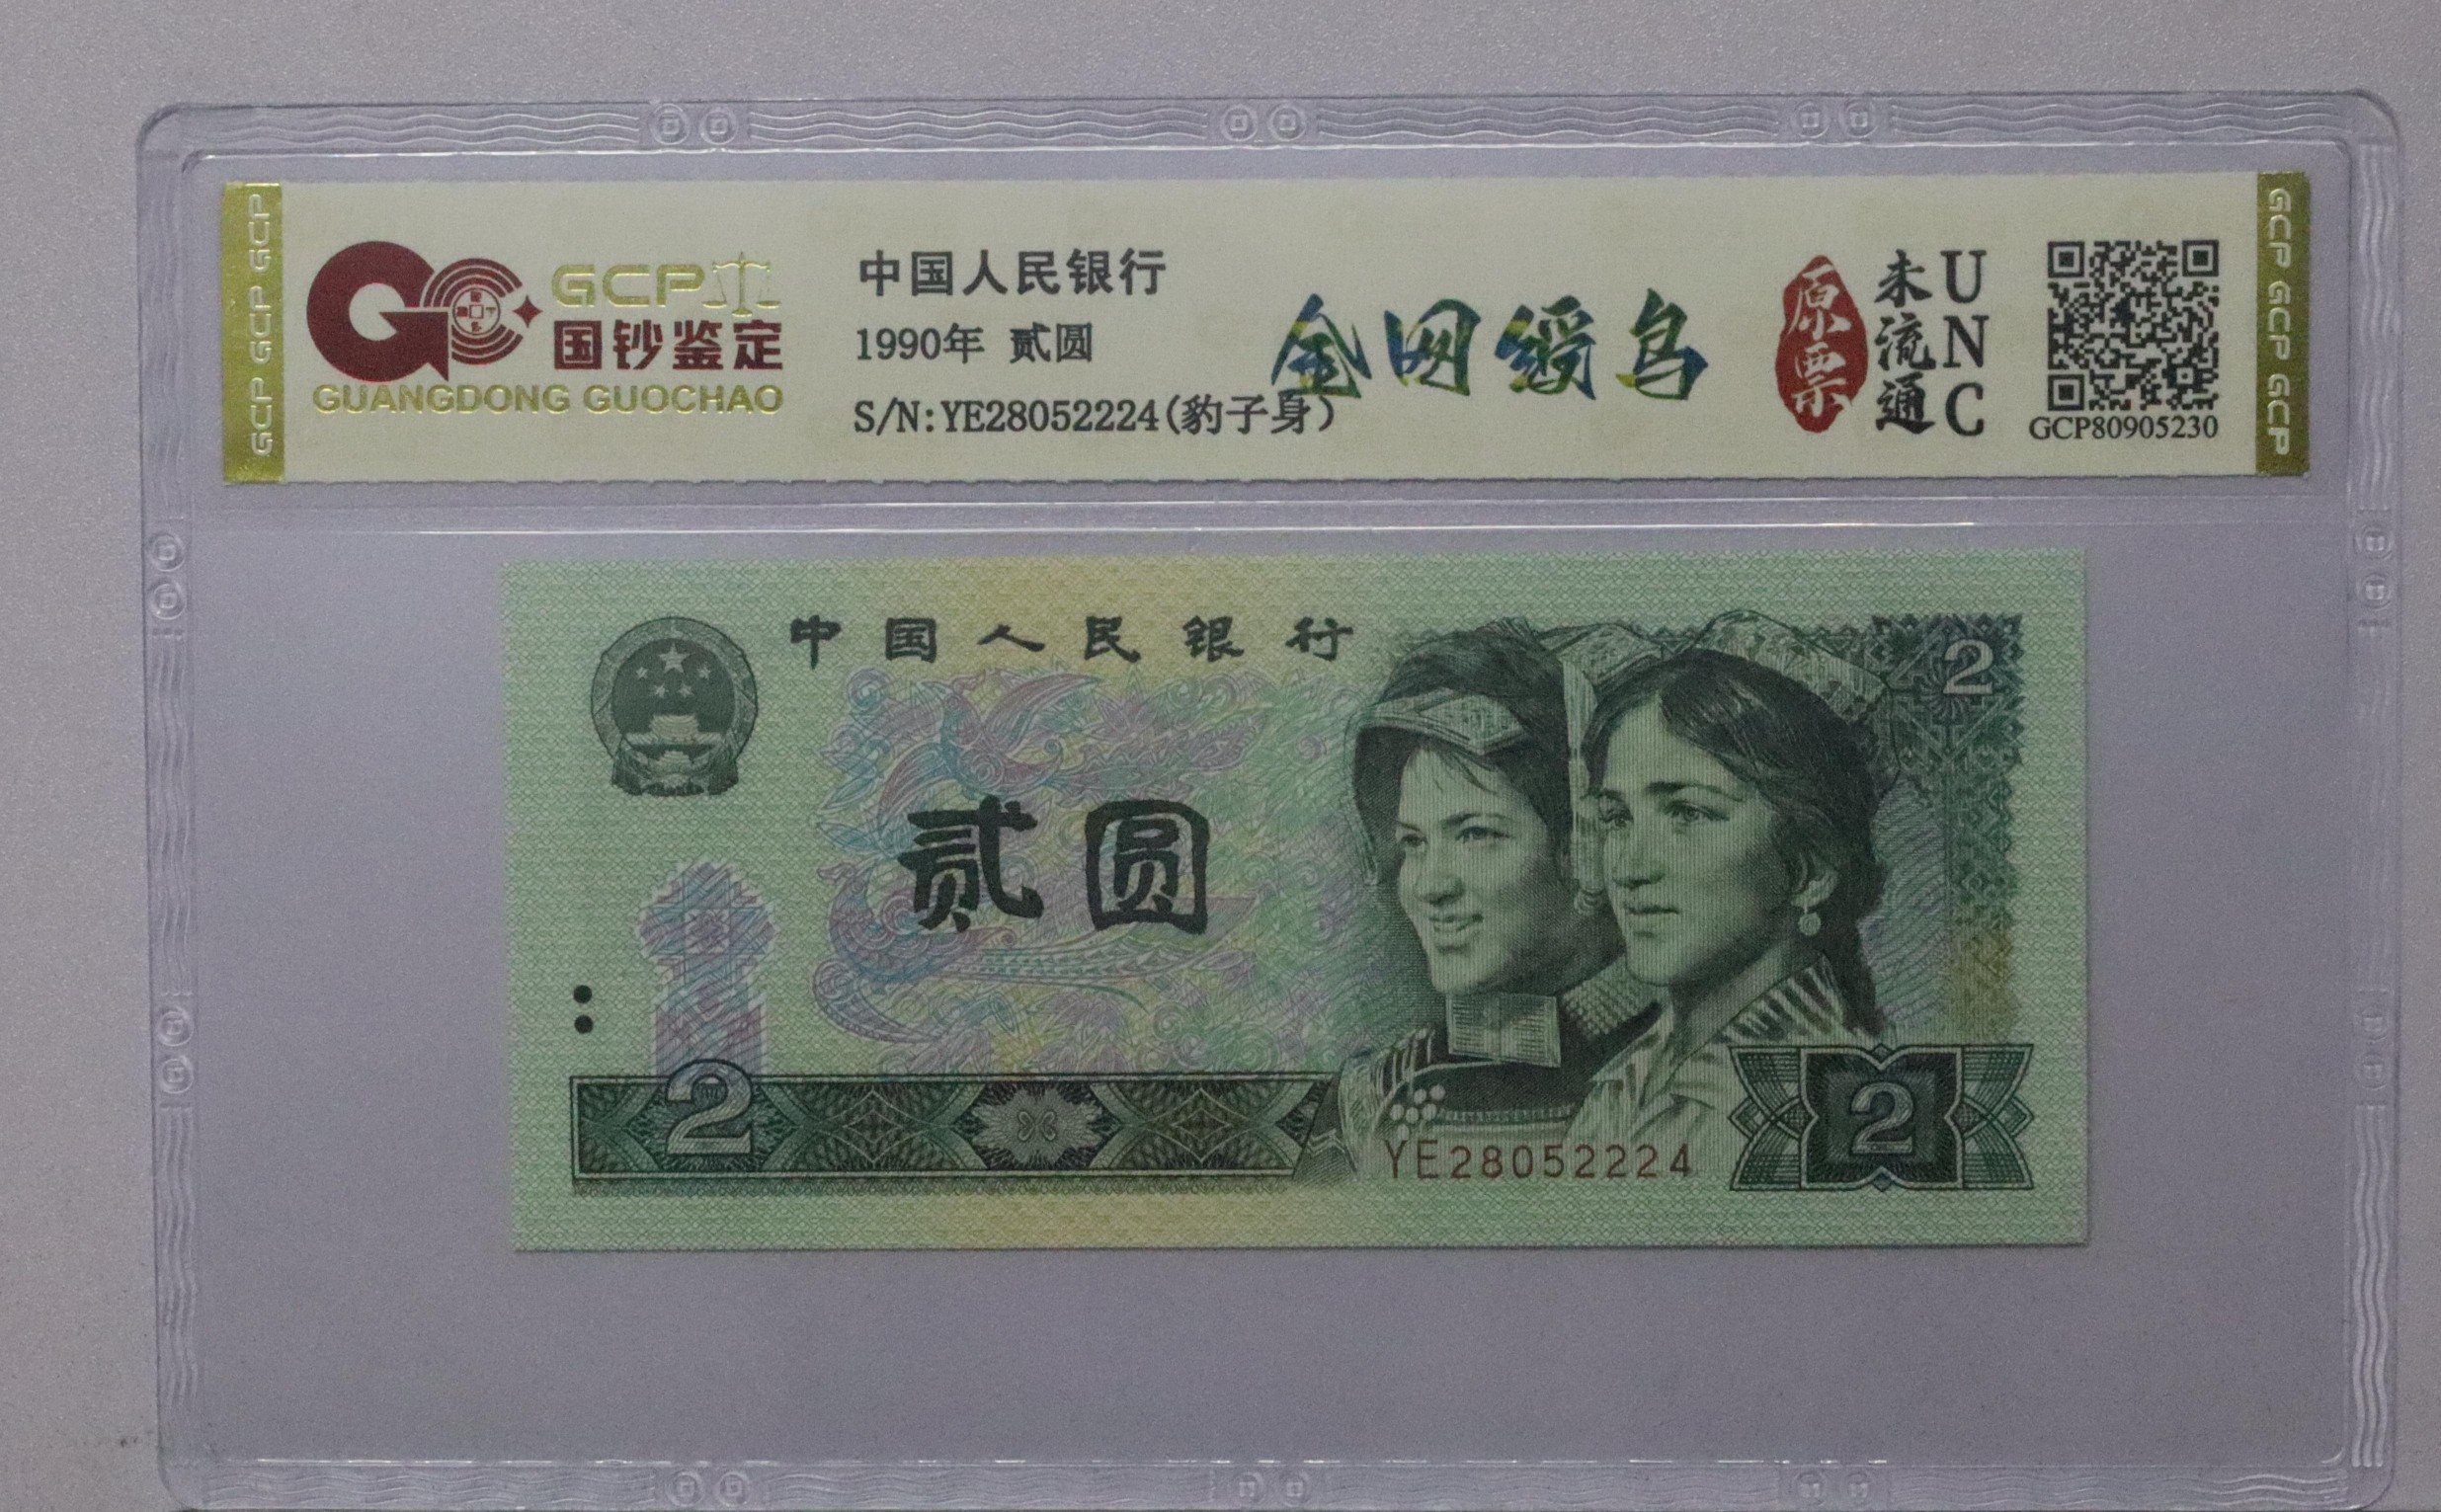 GCP GCP GCP
GCP
国钞鉴定
GUANGDONG GUOCHAO
中国人民银行
1990年 贰圆
S/N:YE28052224(豹子身)
全网绶鸟
原票
未流通
UNC
GCP80905230
GCP GCP GCP
中国人民银行
2
贰圆
2
YE28052224
2